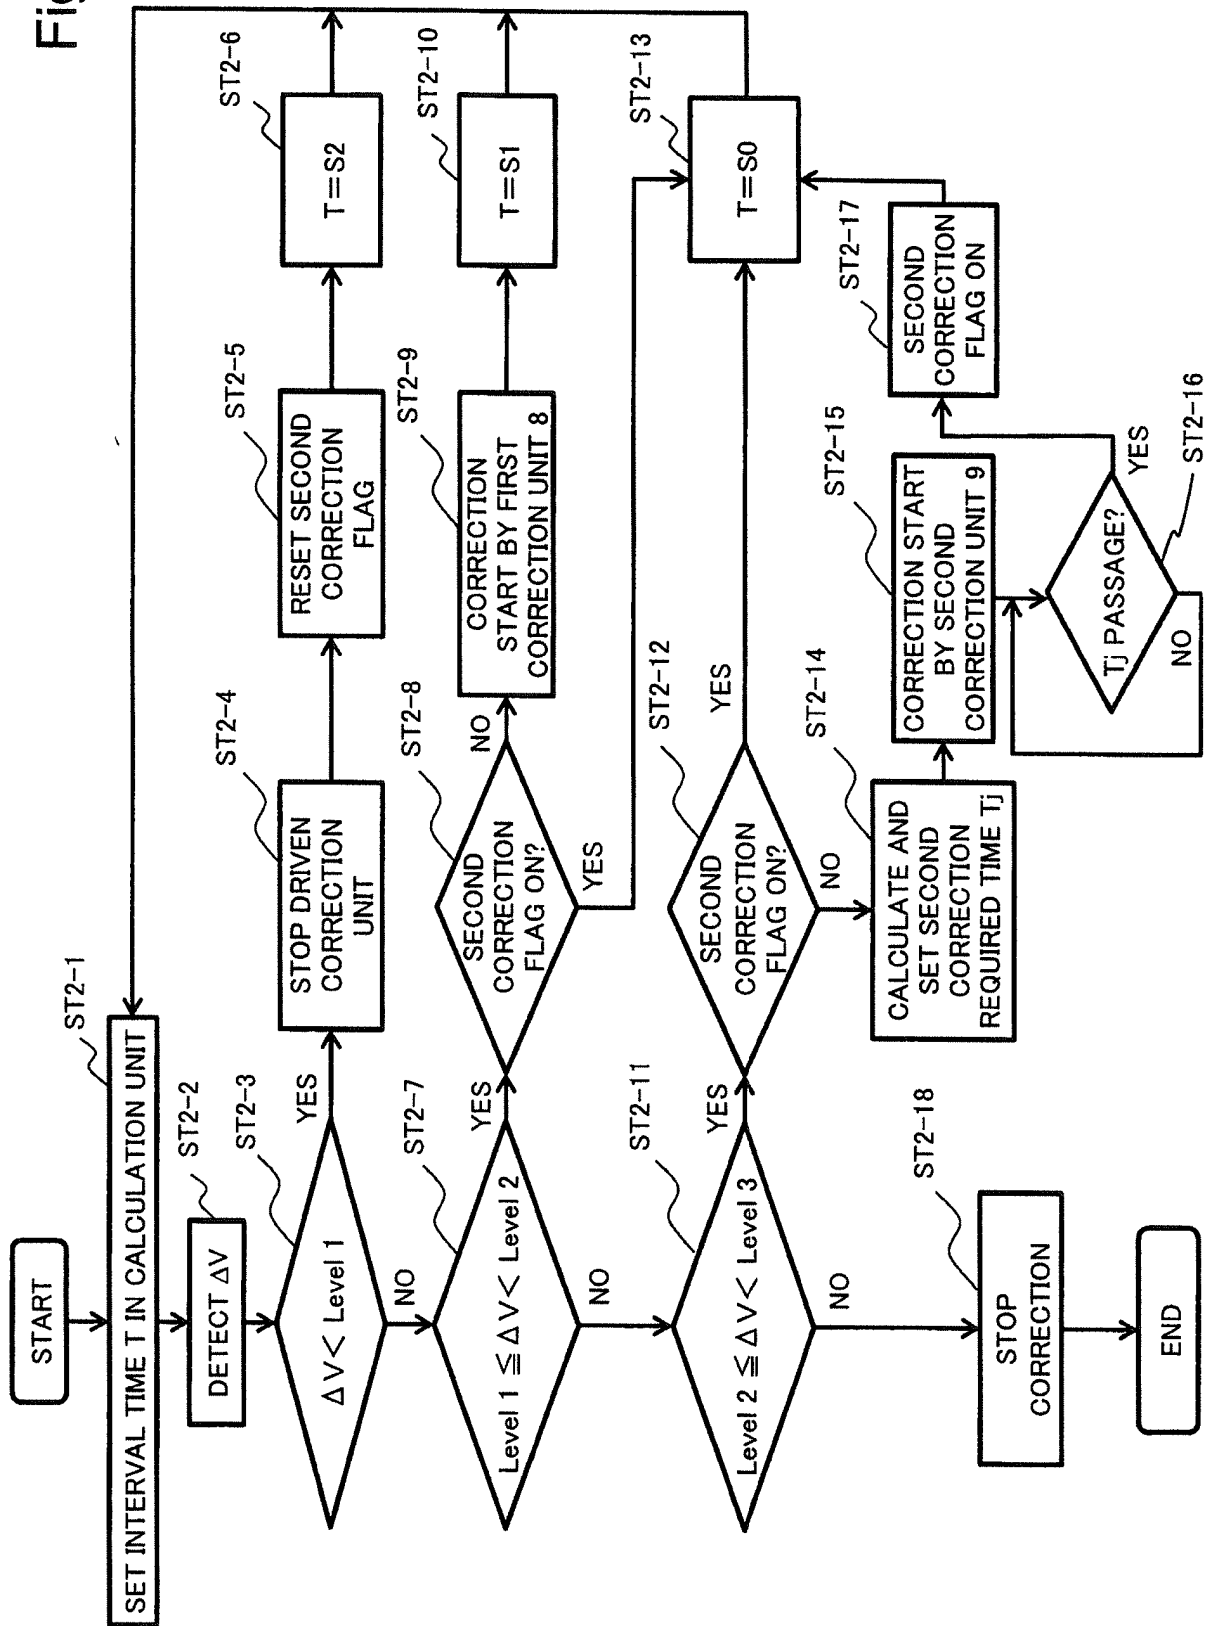 Fig
START
SET INTERVAL TIME T IN CALCULATION UNIT
ST2-1
DETECT ΔV
ST2-2
ΔV< Level 1
ST2-3
YES
NO
STOP DRIVEN
CORRECTION
UNIT
ST2-4
RESET SECOND
CORRECTION
FLAG
ST2-5
T=S2
ST2-6
Level 1 ≦ ΔV< Level 2
ST2-7
YES
NO
SECOND
CORRECTION
FLAG ON?
ST2-8
NO
YES
CORRECTION
START BY FIRST
CORRECTION UNIT 8
ST2-9
T=S1
ST2-10
Level 2 ≦ ΔV< Level 3
ST2-11
YES
NO
SECOND
CORRECTION
FLAG ON?
ST2-12
YES
NO
T=S0
ST2-13
CALCULATE AND
SET SECOND
CORRECTION
REQUIRED TIME Tj
ST2-14
CORRECTION START
BY SECOND
CORRECTION UNIT 9
ST2-15
Tj PASSAGE?
ST2-16
YES
NO
SECOND
CORRECTION
FLAG ON
ST2-17
STOP
CORRECTION
ST2-18
END